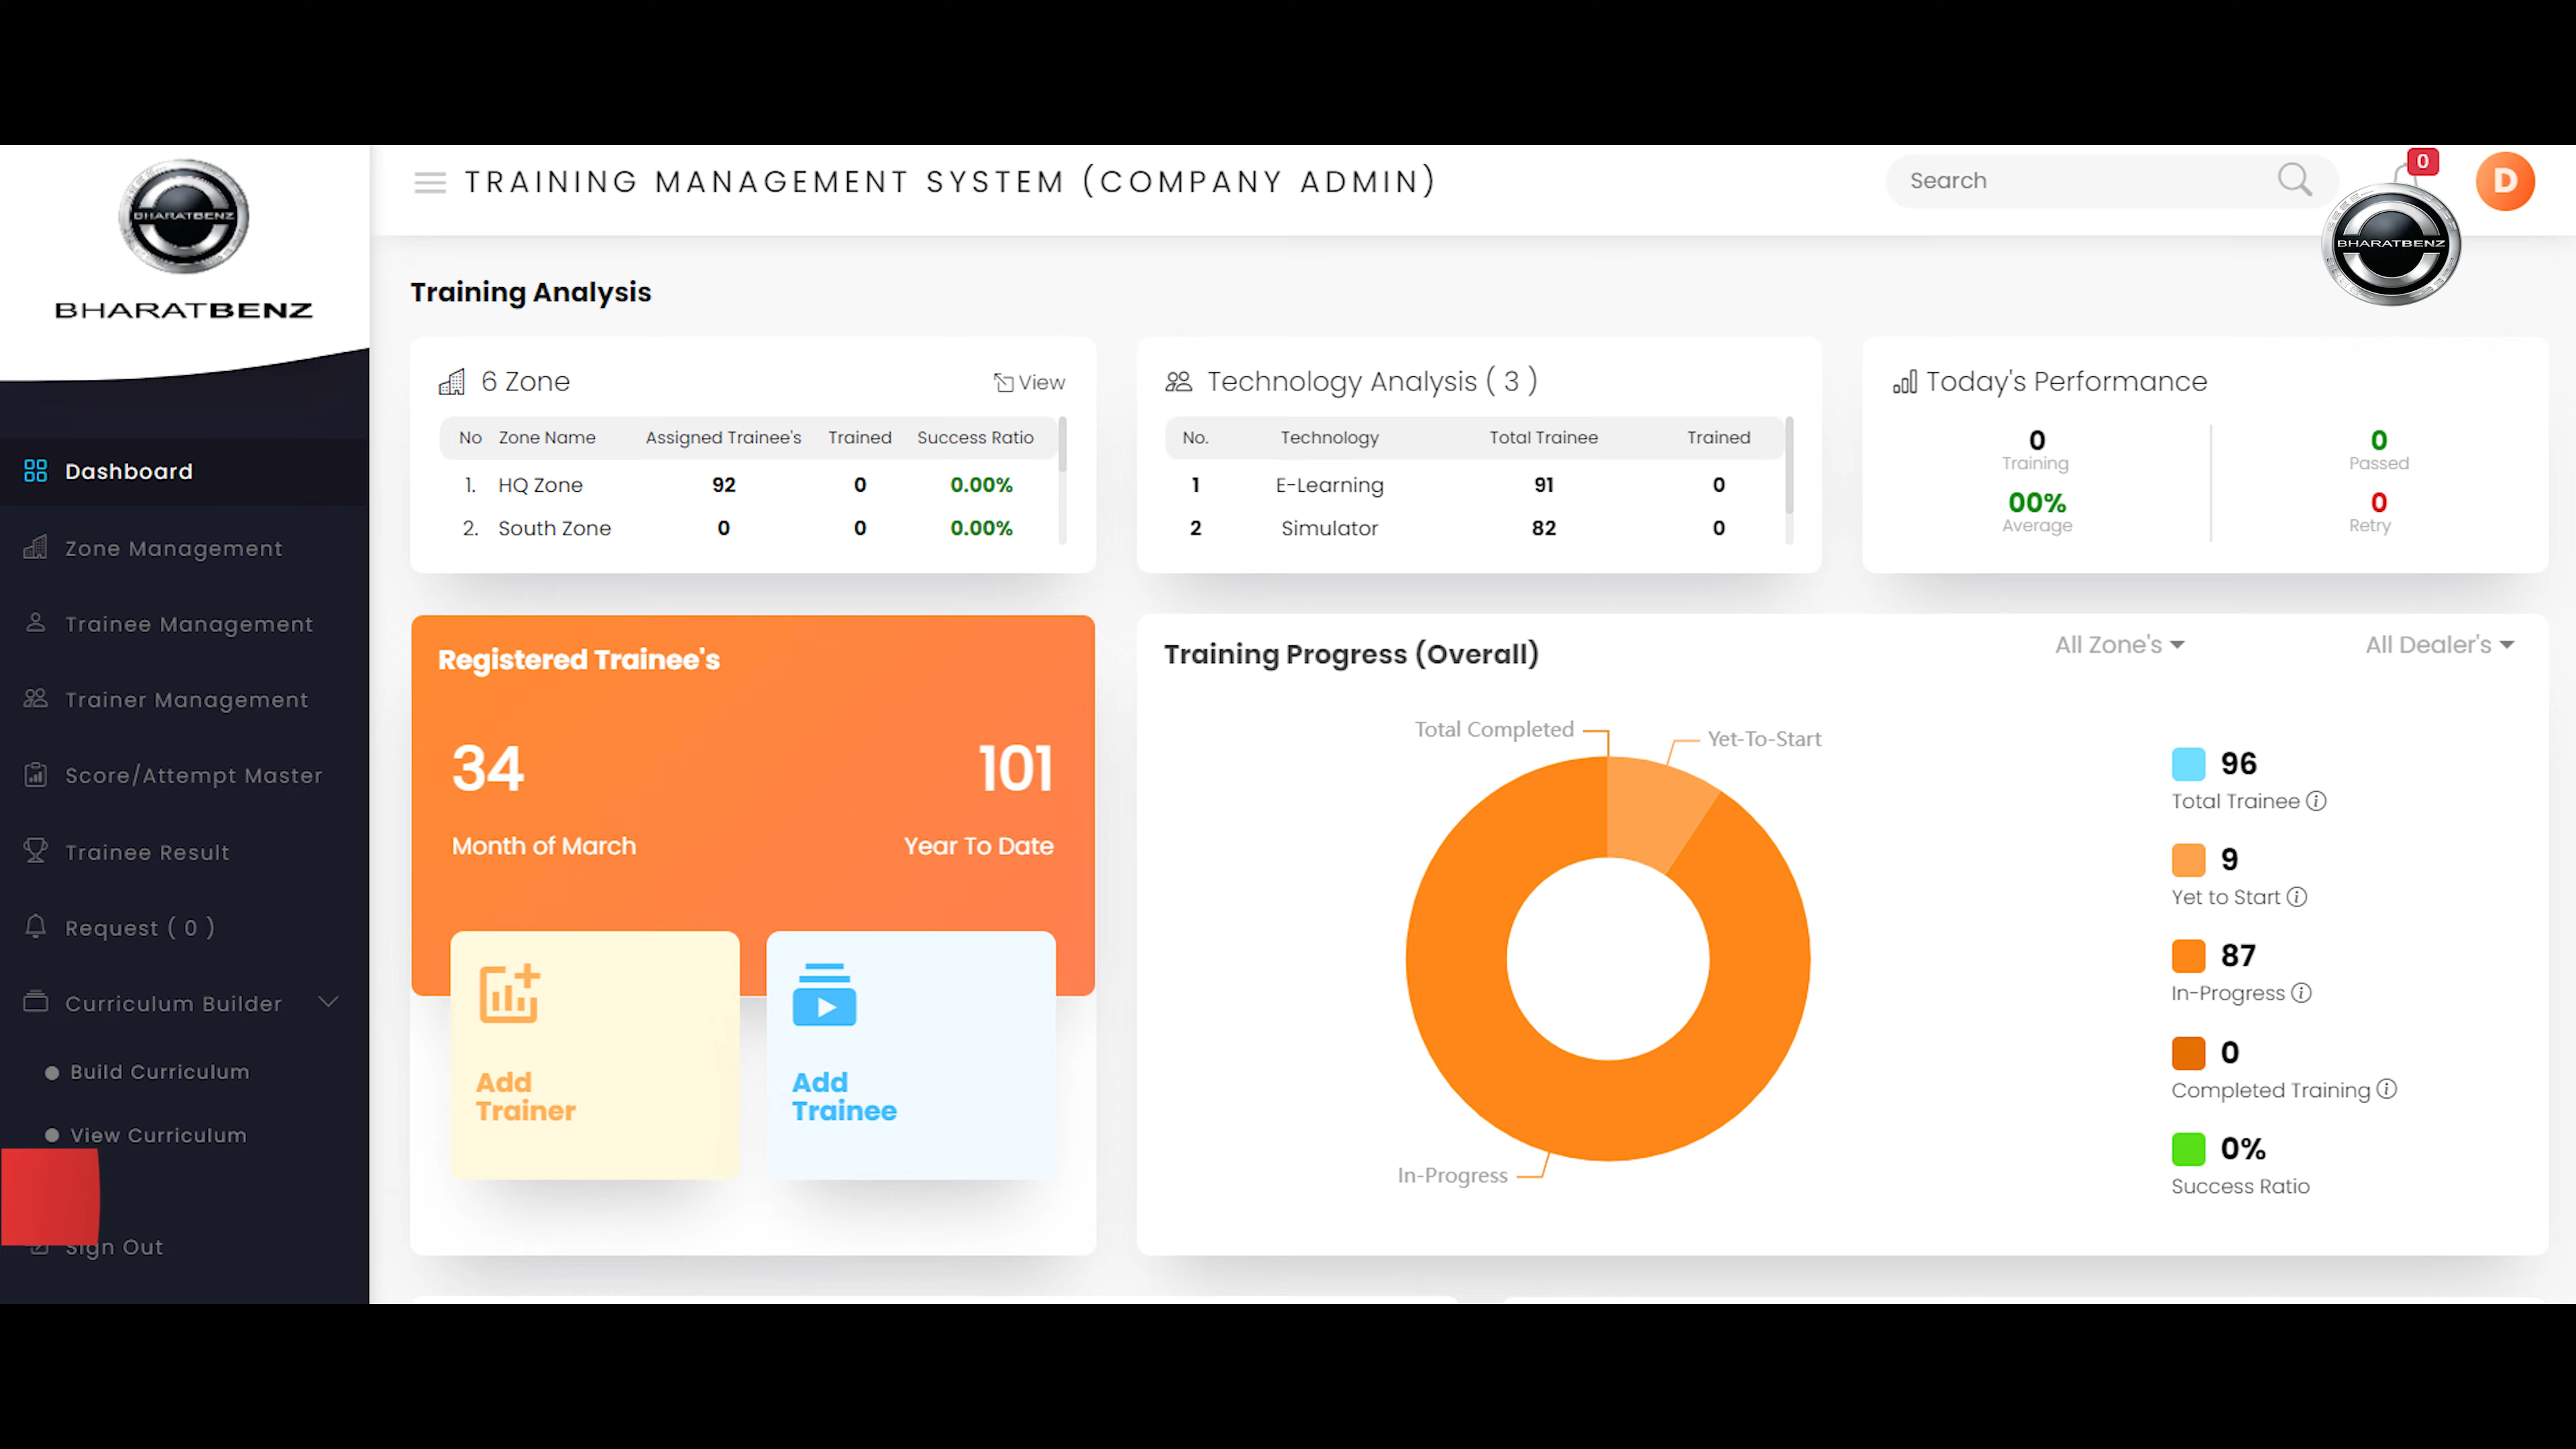 BHARATBENZ
BHARATBENZ
TRAINING MANAGEMENT SYSTEM (COMPANY ADMIN)
Search
0
D
BHARATBENZ
Dashboard
Zone Management
Trainee Management
Trainer Management
Score/Attempt Master
Trainee Result
Request ( 0 )
Curriculum Builder
Build Curriculum
View Curriculum
Sign Out
Training Analysis
6 Zone
View
No Zone Name Assigned Trainee's Trained Success Ratio
1. HQ Zone 92 0 0.00%
2. South Zone 0 0 0.00%
Technology Analysis ( 3 )
No. Technology Total Trainee Trained
1 E-Learning 91 0
2 Simulator 82 0
Today's Performance
0
Training
00%
Average
0
Passed
0
Retry
Registered Trainee's
34
Month of March
101
Year To Date
Add
Trainer
Add
Trainee
Training Progress (Overall)
All Zone's
All Dealer's
Total Completed
Yet-To-Start
In-Progress
96
Total Trainee
9
Yet to Start
87
In-Progress
0
Completed Training
0%
Success Ratio